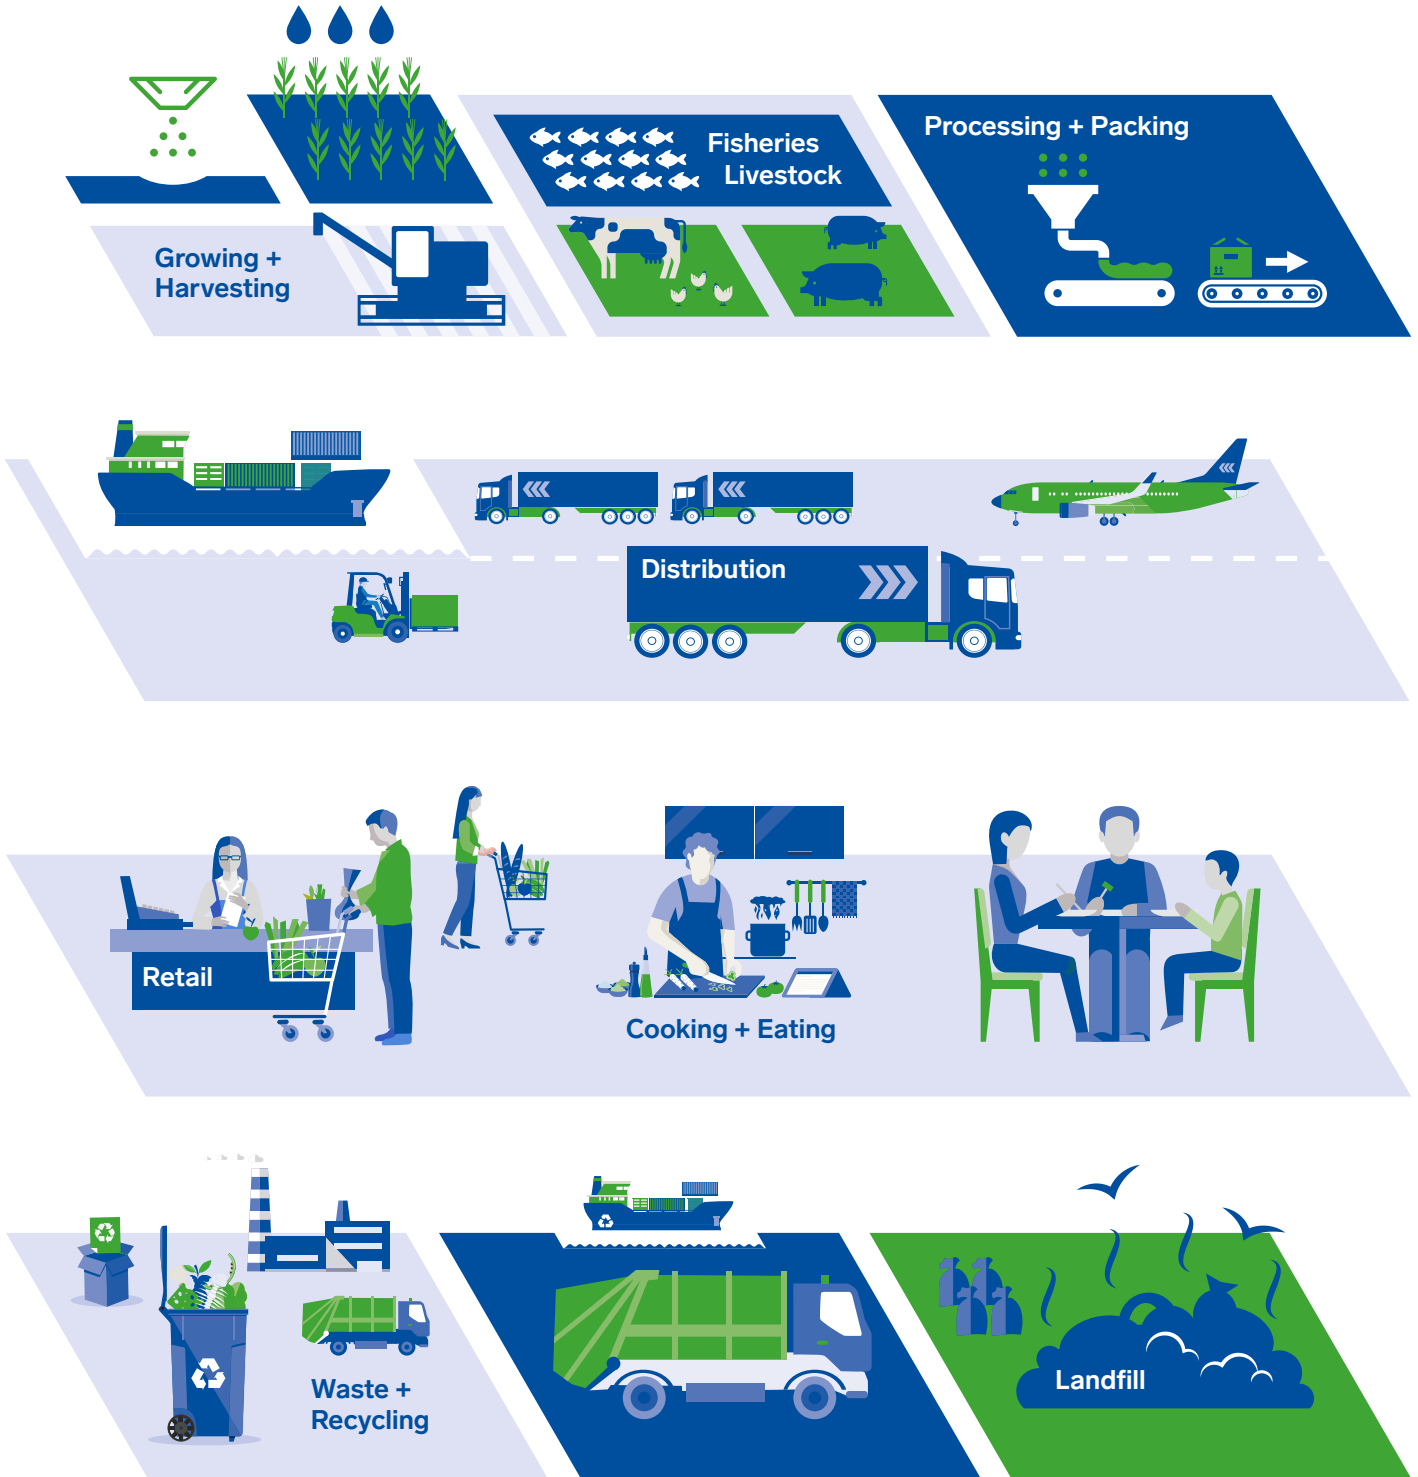 Growing +
Harvesting
Fisheries
Livestock
Processing + Packing
Distribution
Retail
Cooking + Eating
Waste +
Recycling
Landfill